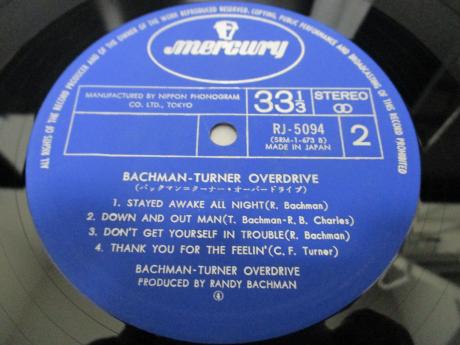 ALL RIGHTS OF THE RECORD PRODUCER AND OF THE OWNER OF THE WORK REPRODUCED RESERVED. COPYING, PUBLIC PERFORMANCE AND BROADCASTING OF THIS RECORD PROHIBITED
mercury
MANUFACTURED BY NIPPON PHONOGRAM CO. LTD., TOKYO
33 1/3
STEREO
RJ-5094
(SRM-1-673 B)
MADE IN JAPAN
2
BACHMAN-TURNER OVERDRIVE
(バックマン=ターナー・オーバードライブ)
1. STAYED AWAKE ALL NIGHT(R. Bachman)
2. DOWN AND OUT MAN(T. Bachman-R.B. Charles)
3. DON'T GET YOURSELF IN TROUBLE(R. Bachman)
4. THANK YOU FOR THE FEELIN'(C. F. Turner)
BACHMAN-TURNER OVERDRIVE
PRODUCED BY RANDY BACHMAN
④